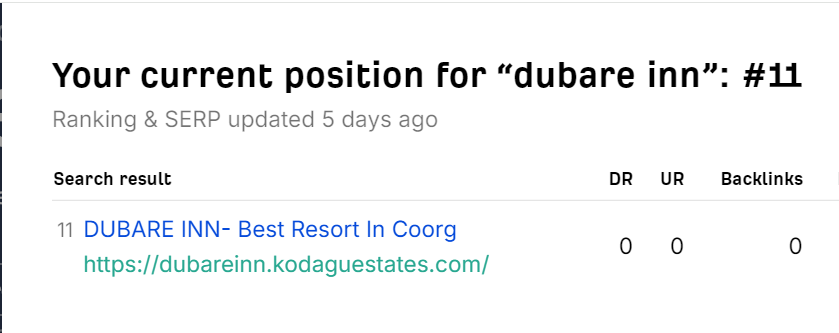 Your current position for “dubare inn”: #11
Ranking & SERP updated 5 days ago
Search result DR UR Backlinks
11 DUBARE INN- Best Resort In Coorg
https://dubareinn.kodaguestates.com/ 0 0 0